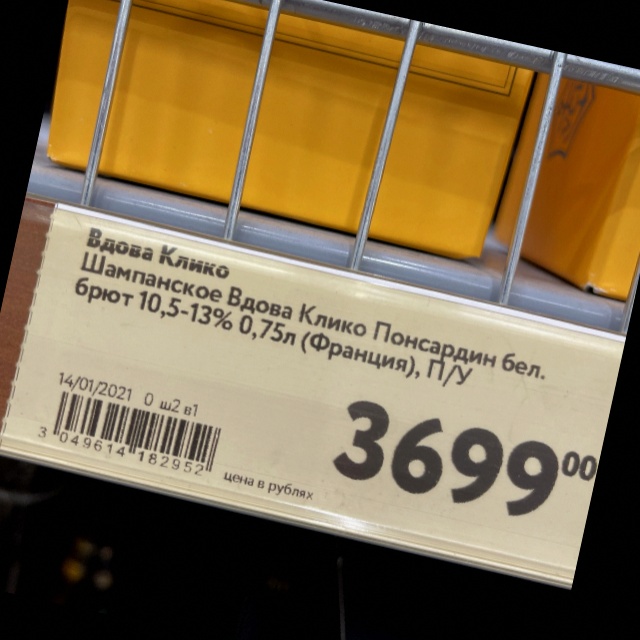 Вдова Клико
Шампанское Вдова Клико Понсардин бел.
брют 10,5-13% 0,75л (Франция), П/У
14/01/2021 0 ш2 в1
3 049614 182952
цена в рублях
3699 00